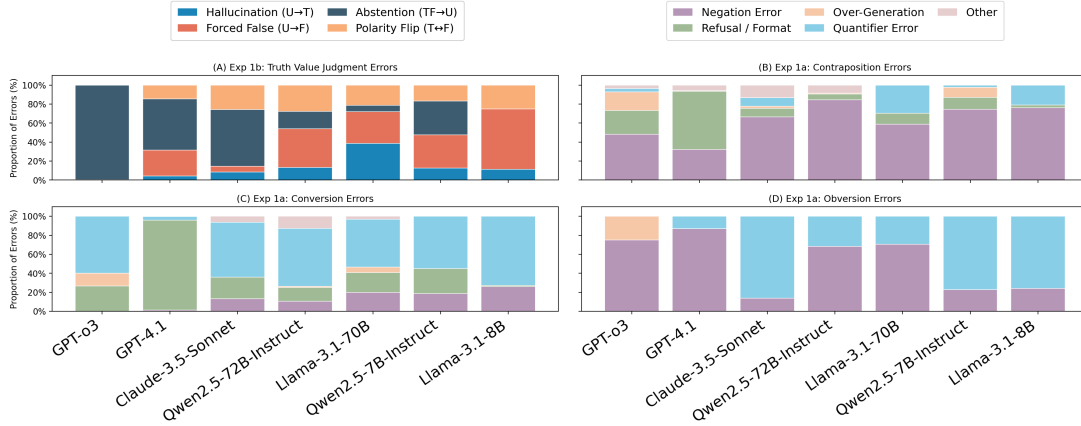 Hallucination (U→T)
Forced False (U→F)
Abstention (TF→U)
Polarity Flip (T↔F)
Negation Error
Refusal / Format
Over-Generation
Quantifier Error
Other
(A) Exp 1b: Truth Value Judgment Errors
Proportion of Errors (%)
100%
80%
60%
40%
20%
0%
(B) Exp 1a: Contraposition Errors
(C) Exp 1a: Conversion Errors
Proportion of Errors (%)
100%
80%
60%
40%
20%
0%
GPT-o3
GPT-4.1
Claude-3.5-Sonnet
Qwen2.5-72B-Instruct
Llama-3.1-70B
Qwen2.5-7B-Instruct
Llama-3.1-8B
(D) Exp 1a: Obversion Errors
GPT-o3
GPT-4.1
Claude-3.5-Sonnet
Qwen2.5-72B-Instruct
Llama-3.1-70B
Qwen2.5-7B-Instruct
Llama-3.1-8B